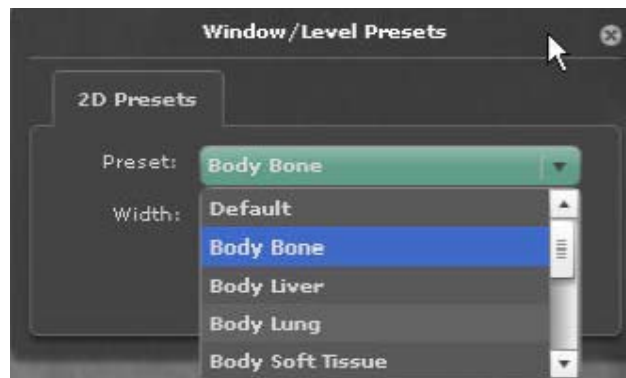 Window/Level Presets
2D Presets
Preset: Body Bone
Width:
Default
Body Bone
Body Liver
Body Lung
Body Soft Tissue